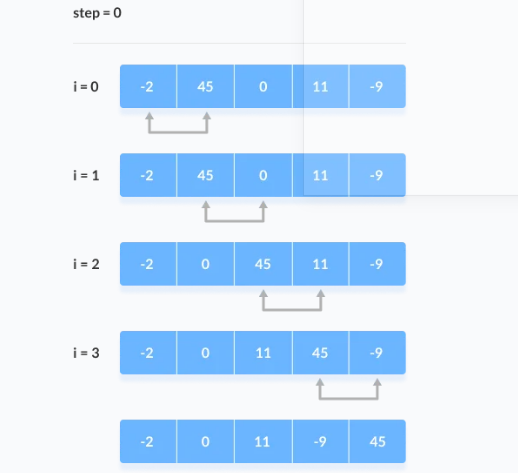 step = 0
i = 0 -2 45 0 11 -9
i = 1 -2 45 0 11 -9
i = 2 -2 0 45 11 -9
i = 3 -2 0 11 45 -9
-2 0 11 -9 45